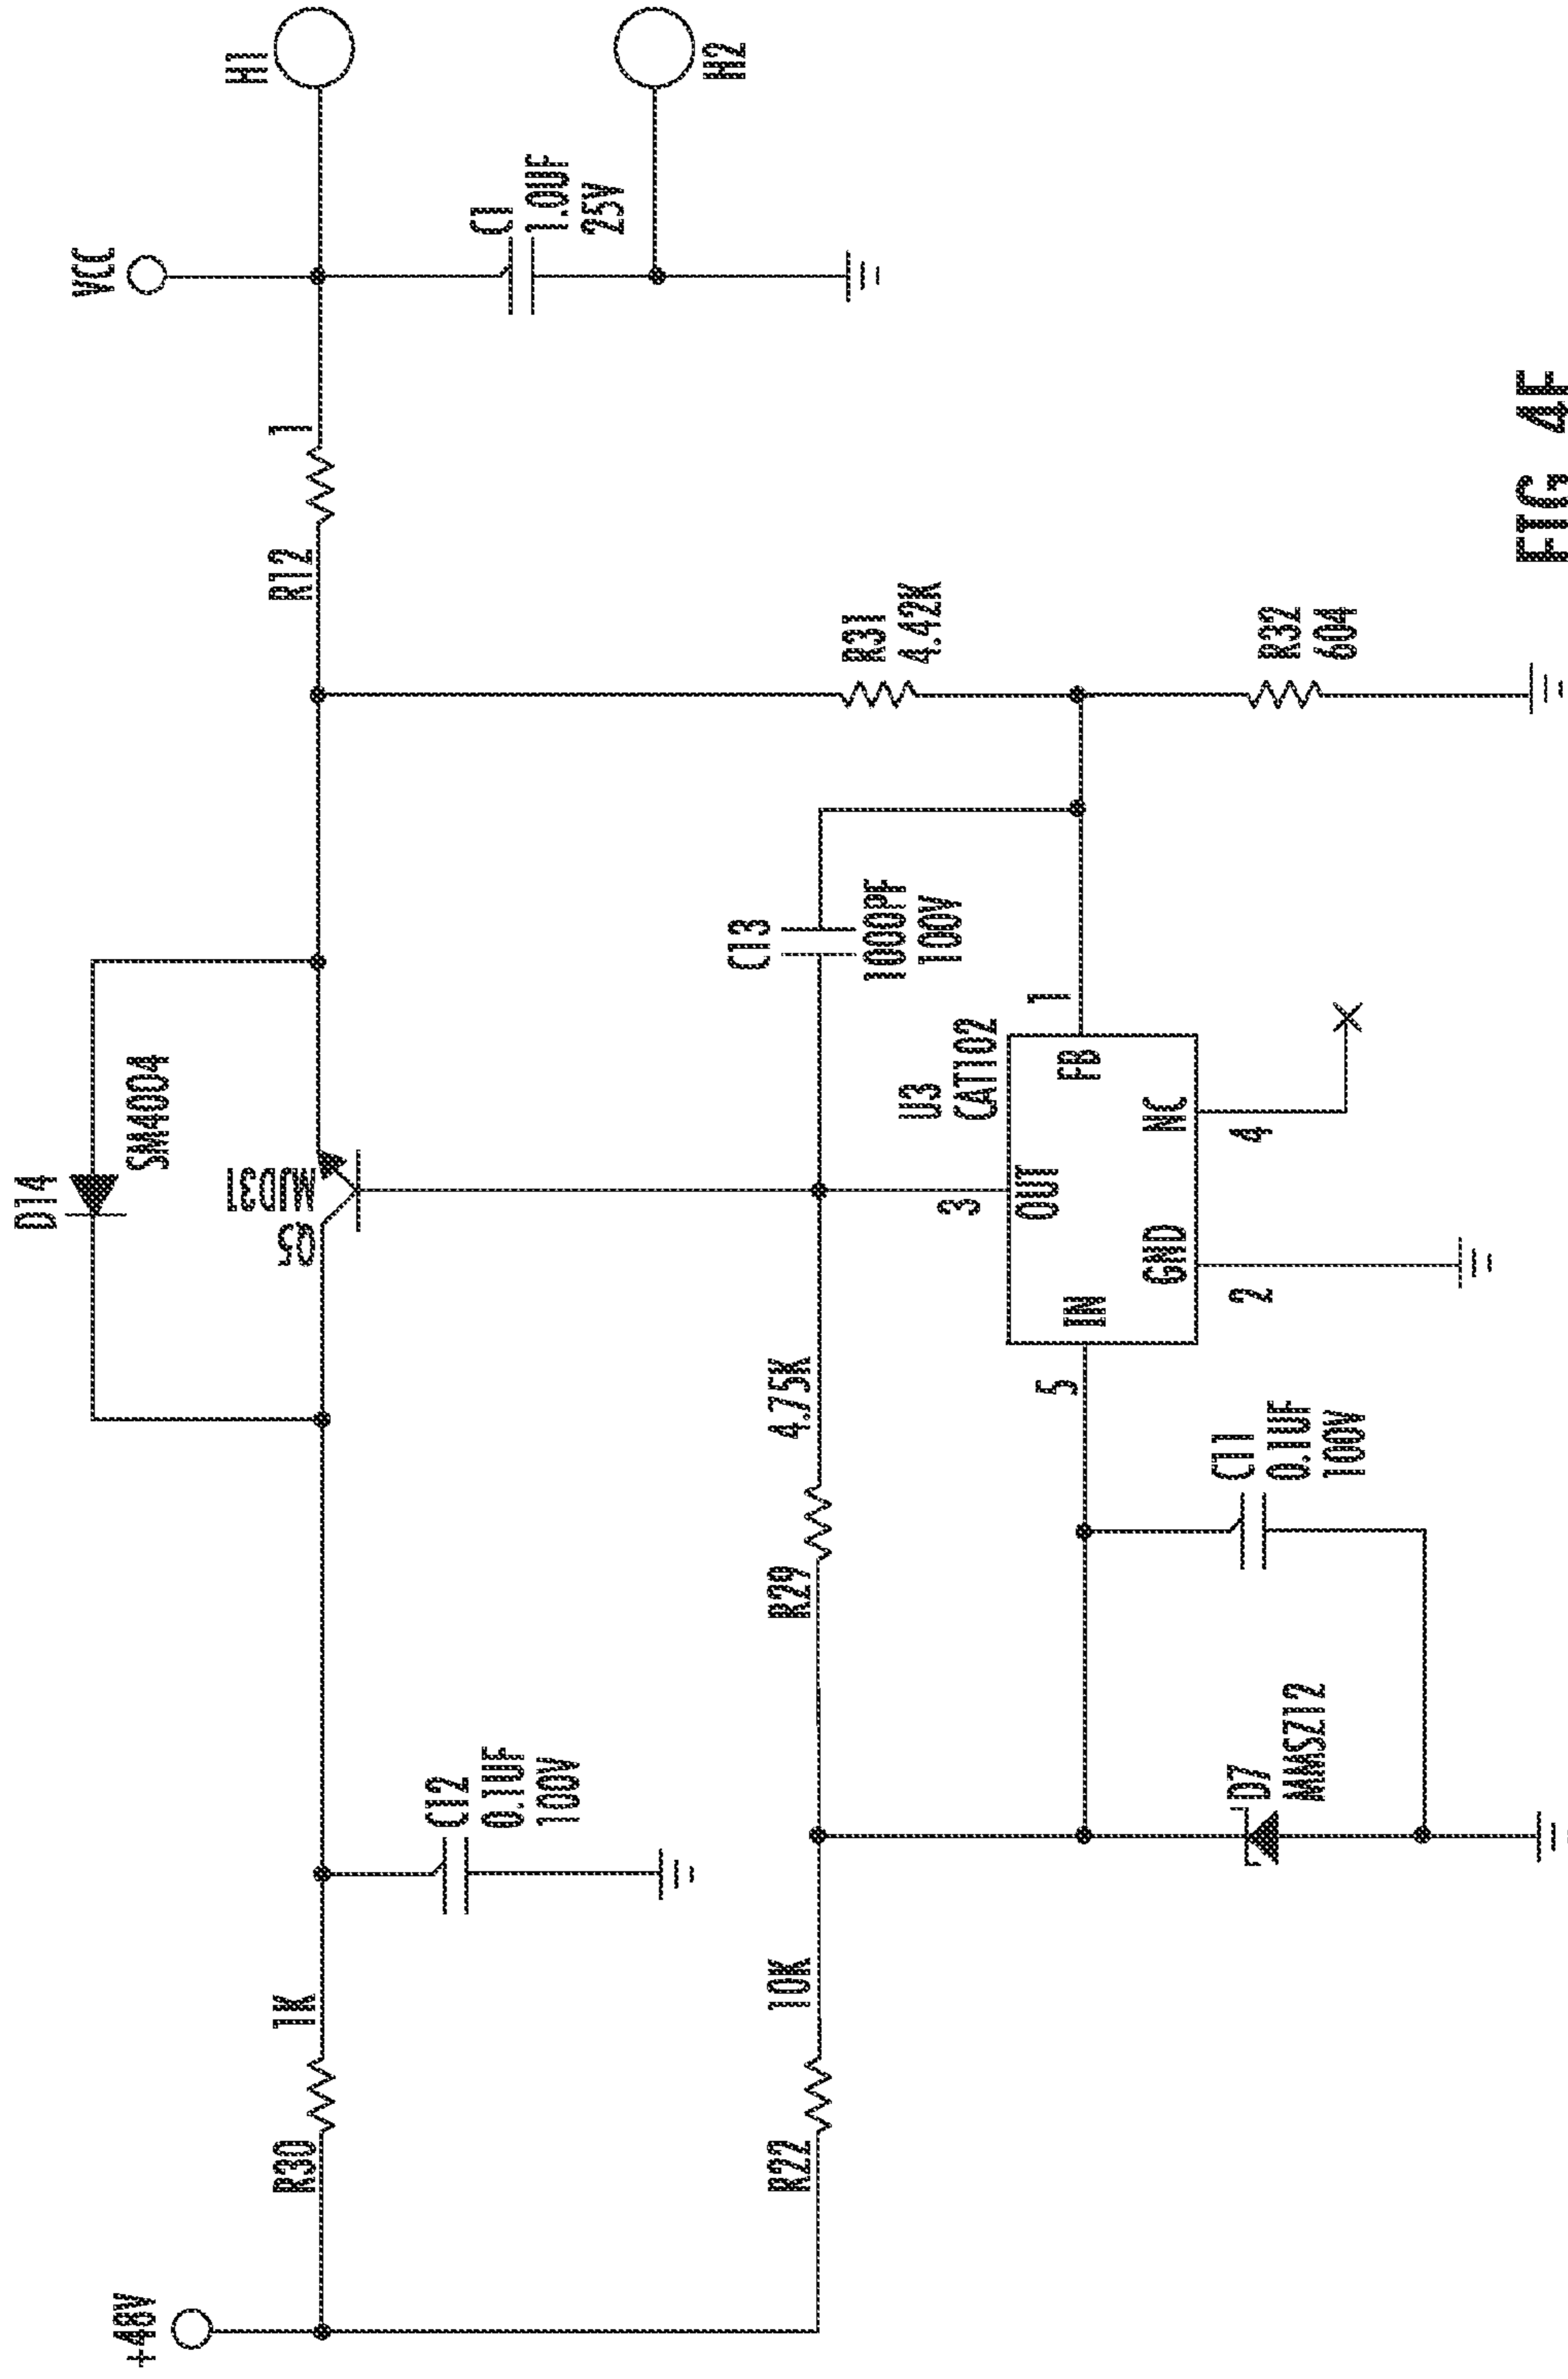 +48V
R30
1K
C12
0.1UF
100V
D14
SM4004
Q5
MJD31
R12
1
VCC
H1
C1
1.0UF
25V
H2
R22
10K
R29
4.75K
C13
1000PF
100V
R31
4.42K
U3
CAT102
3
OUT
1
FB
5
IN
GND
NC
2
4
D7
MMSZ12
C11
0.1UF
100V
R32
604